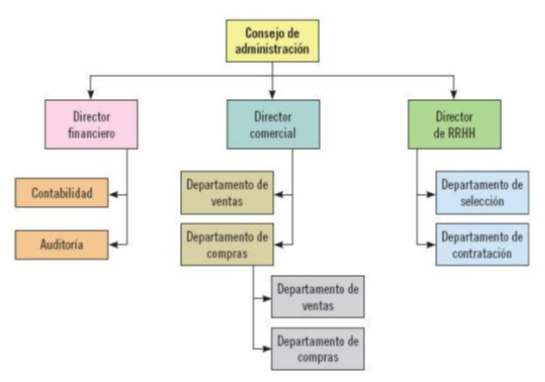 Consejo de
administración
Director
financiero
Director
comercial
Director
de RRHH
Contabilidad
Departamento de
ventas
Departamento de
selección
Auditoría
Departamento de
compras
Departamento de
contratación
Departamento de
ventas
Departamento de
compras